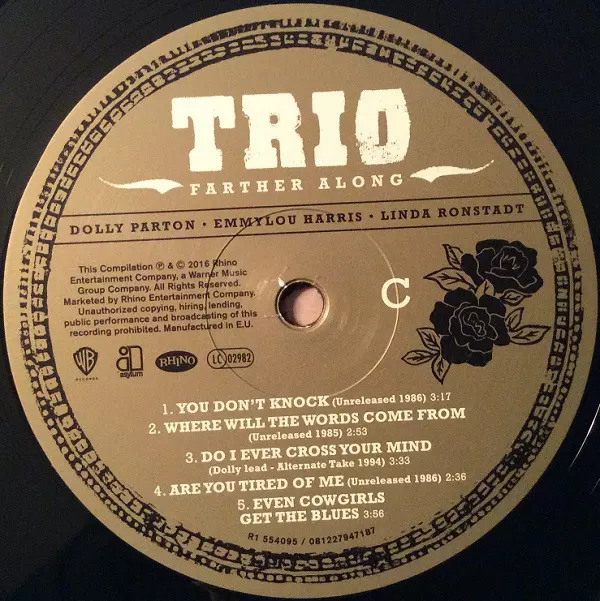 TRIO
FARTHER ALONG
DOLLY PARTON • EMMYLOU HARRIS • LINDA RONSTADT
This Compilation ℗ & © 2016 Rhino
Entertainment Company, a Warner Music
Group Company. All Rights Reserved.
Marketed by Rhino Entertainment Company.
Unauthorized copying, hiring, lending,
public performance and broadcasting of this
recording prohibited. Manufactured in E.U.
C
WB
RECORDS
asylum
RHINO
LC 02982
1. YOU DON'T KNOCK (Unreleased 1986) 3:17
2. WHERE WILL THE WORDS COME FROM
(Unreleased 1985) 2:53
3. DO I EVER CROSS YOUR MIND
(Dolly lead - Alternate Take 1994) 3:33
4. ARE YOU TIRED OF ME (Unreleased 1986) 2:36
5. EVEN COWGIRLS
GET THE BLUES 3:56
R1 554095 / 081227947187